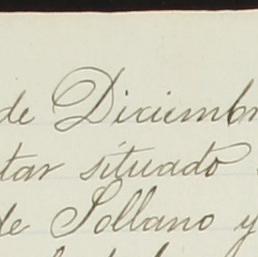 de Diciembr
tar situado
de Sollano y